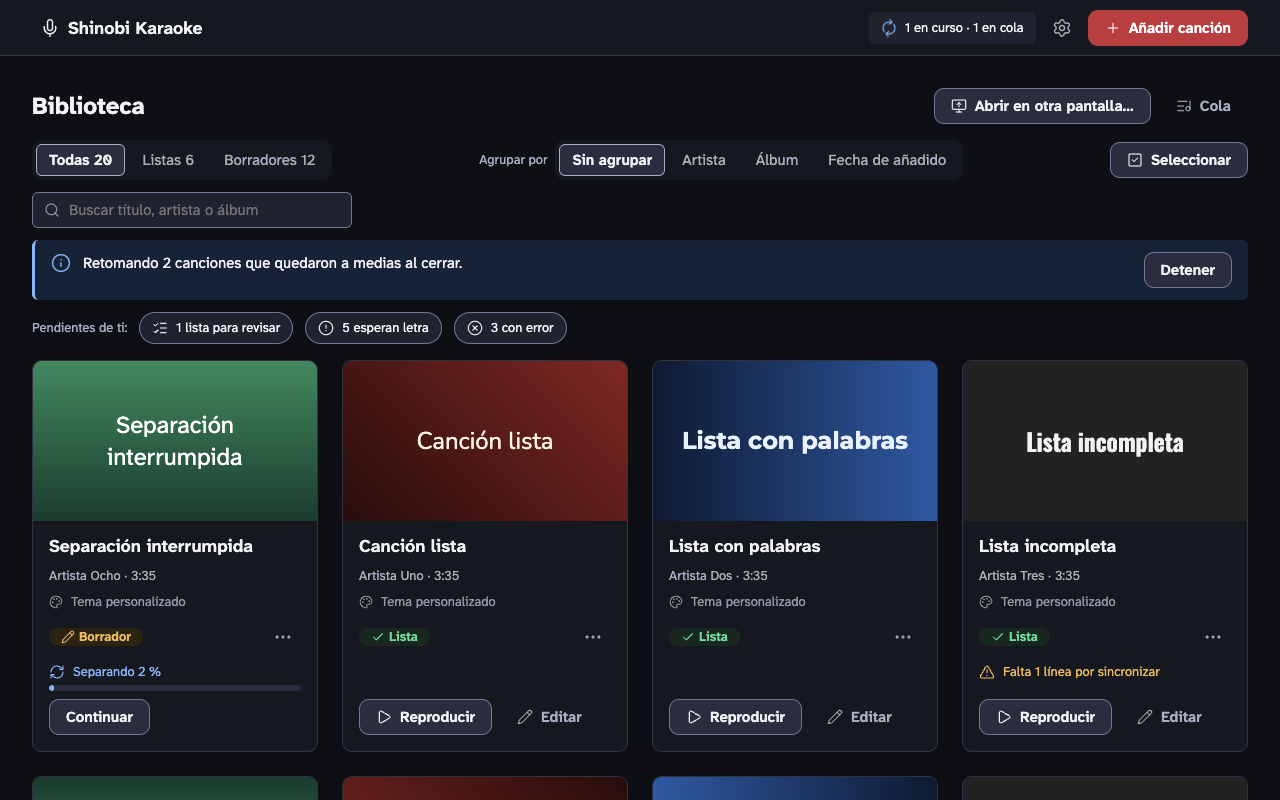 Shinobi Karaoke
1 en curso · 1 en cola
Añadir canción
Biblioteca
Abrir en otra pantalla...
Cola
Todas 20
Listas 6
Borradores 12
Agrupar por
Sin agrupar
Artista
Álbum
Fecha de añadido
Seleccionar
Buscar título, artista o álbum
Retomando 2 canciones que quedaron a medias al cerrar.
Detener
Pendientes de ti:
1 lista para revisar
5 esperan letra
3 con error
Separación
interrumpida
Canción lista
Lista con palabras
Lista incompleta
Separación interrumpida
Artista Ocho · 3:35
Tema personalizado
Borrador
Separando 2 %
Continuar
Canción lista
Artista Uno · 3:35
Tema personalizado
Lista
Reproducir
Editar
Lista con palabras
Artista Dos · 3:35
Tema personalizado
Lista
Reproducir
Editar
Lista incompleta
Artista Tres · 3:35
Tema personalizado
Lista
Falta 1 línea por sincronizar
Reproducir
Editar